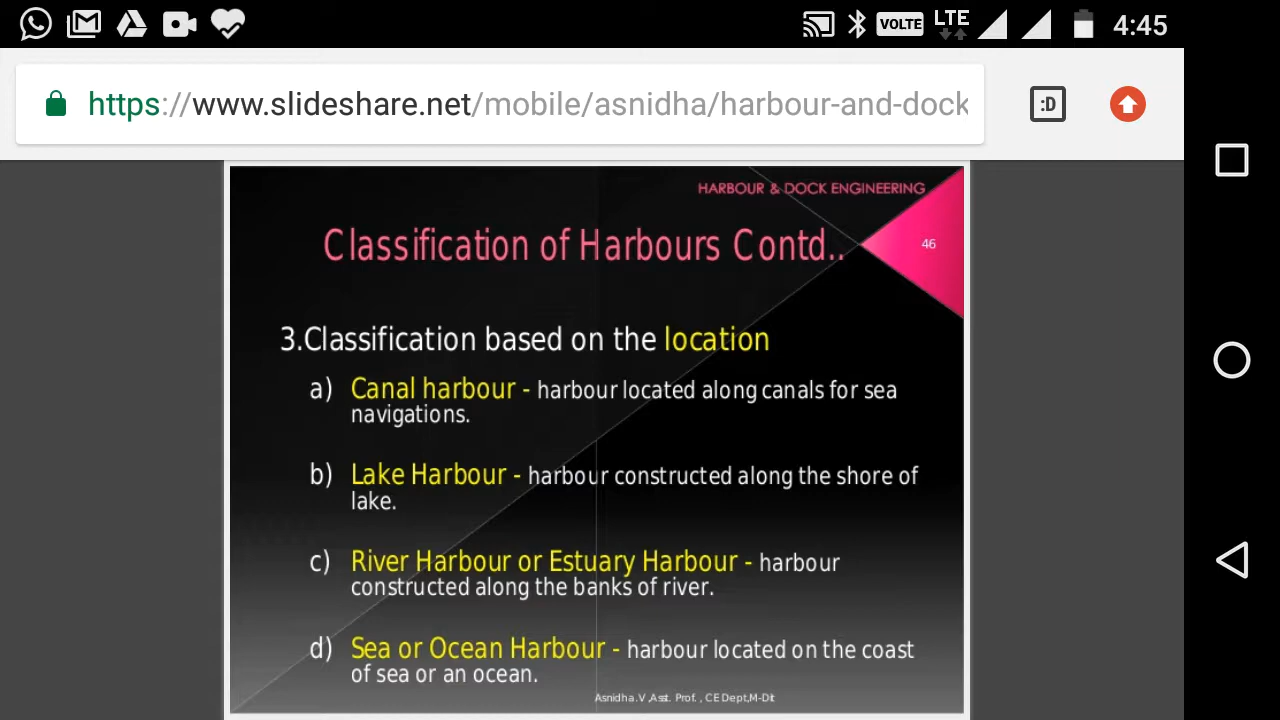 VOLTE LTE 4:45
https://www.slideshare.net/mobile/asnidha/harbour-and-dock :D
HARBOUR & DOCK ENGINEERING
Classification of Harbours Contd..
46
3.Classification based on the location
a) Canal harbour - harbour located along canals for sea
navigations.
b) Lake Harbour - harbour constructed along the shore of
lake.
c) River Harbour or Estuary Harbour - harbour
constructed along the banks of river.
d) Sea or Ocean Harbour - harbour located on the coast
of sea or an ocean.
Asnidha.V,Asst. Prof. , CE Dept,M-Dit